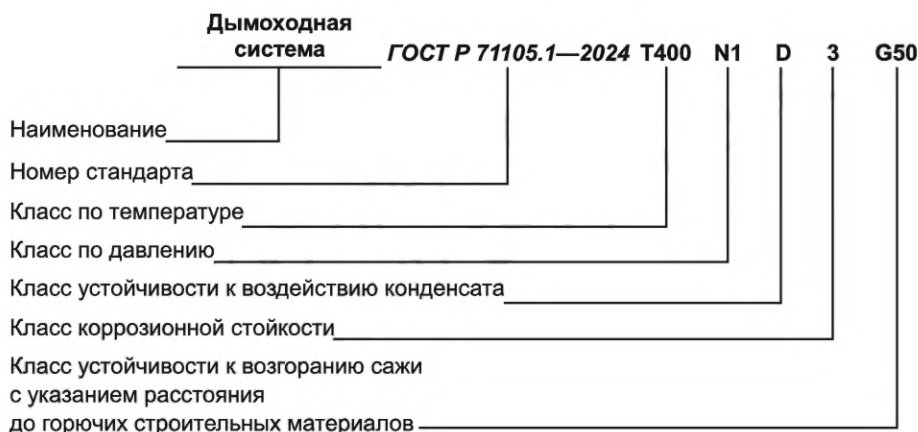 Дымоходная
система ГОСТ Р 71105.1—2024 Т400 N1 D 3 G50
Наименование
Номер стандарта
Класс по температуре
Класс по давлению
Класс устойчивости к воздействию конденсата
Класс коррозионной стойкости
Класс устойчивости к возгоранию сажи
с указанием расстояния
до горючих строительных материалов